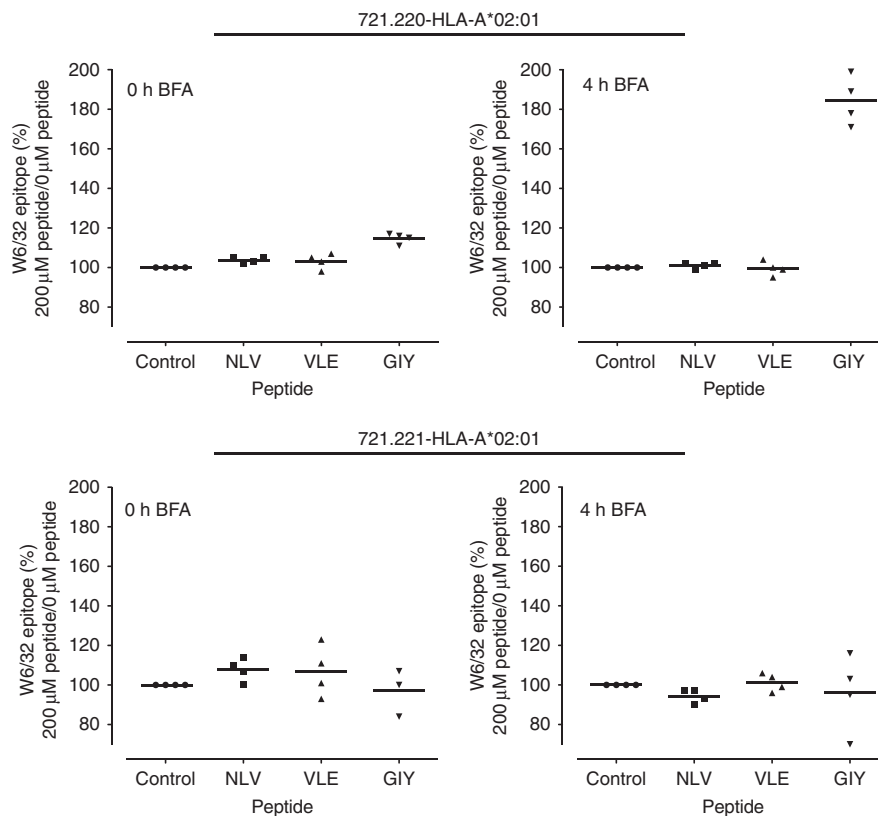 721.220-HLA-A*02:01
0 h BFA
W6/32 epitope (%)
200 µM peptide/0 µM peptide
200
180
160
140
120
100
80
Control NLV VLE GIY
Peptide
4 h BFA
W6/32 epitope (%)
200 µM peptide/0 µM peptide
200
180
160
140
120
100
80
Control NLV VLE GIY
Peptide
721.221-HLA-A*02:01
0 h BFA
W6/32 epitope (%)
200 µM peptide/0 µM peptide
200
180
160
140
120
100
80
Control NLV VLE GIY
Peptide
4 h BFA
W6/32 epitope (%)
200 µM peptide/0 µM peptide
200
180
160
140
120
100
80
Control NLV VLE GIY
Peptide